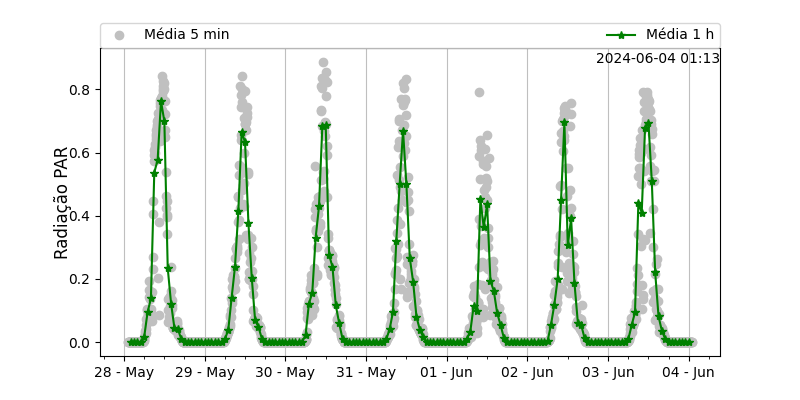 Média 5 min
Média 1 h
2024-06-04 01:13
Radiação PAR
0.8
0.6
0.4
0.2
0.0
28 - May
29 - May
30 - May
31 - May
01 - Jun
02 - Jun
03 - Jun
04 - Jun